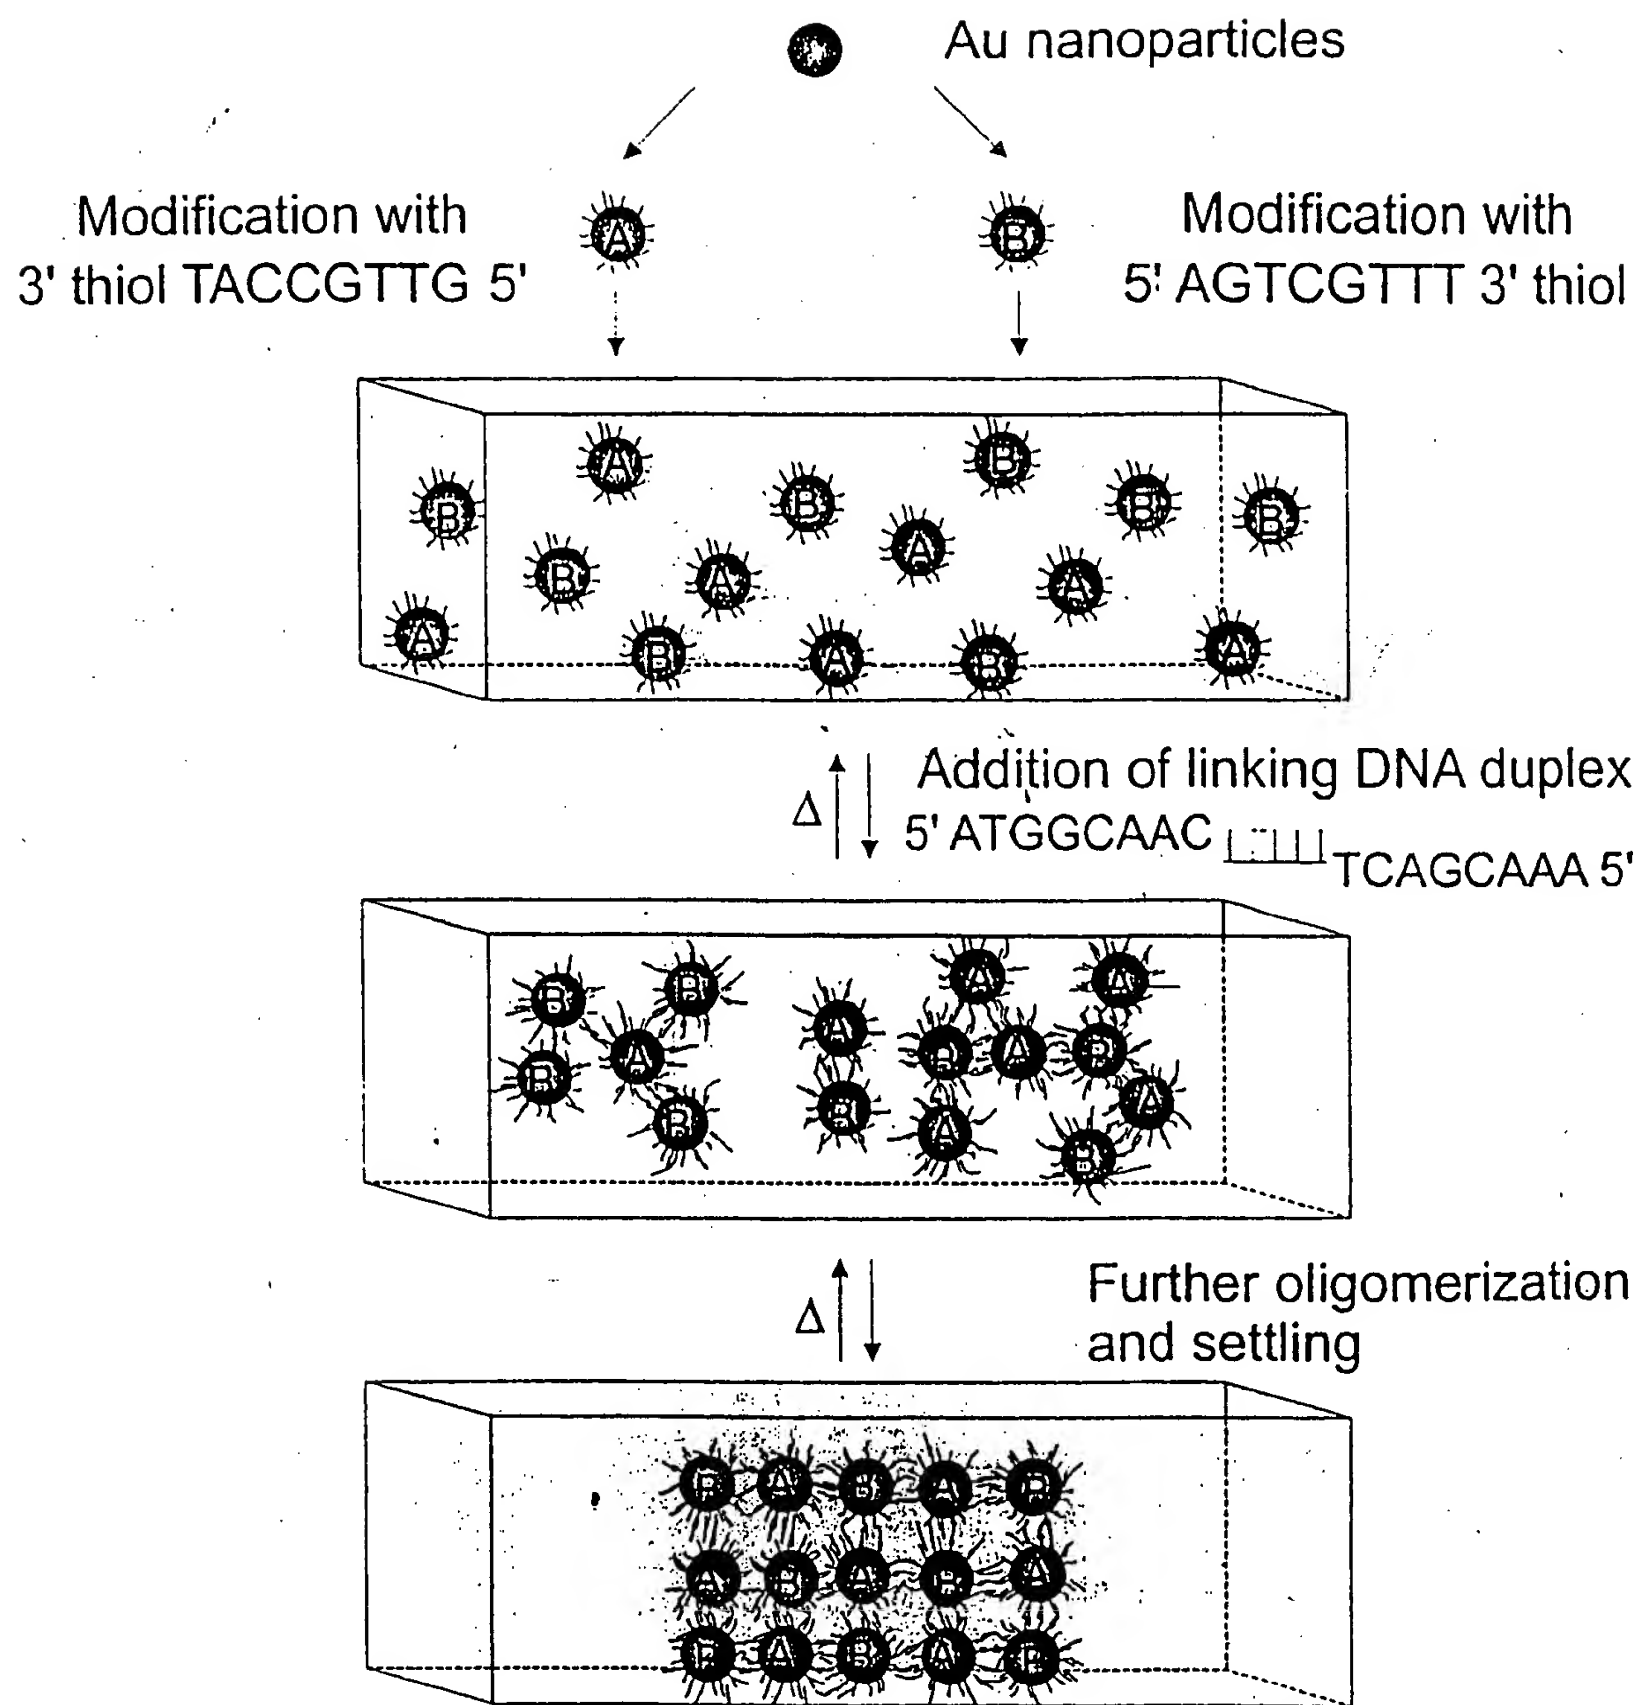 Au nanoparticles
Modification with
3' thiol TACCGTTG 5'
A
B
Modification with
5' AGTCGTTT 3' thiol
A B
B B B B
B A A A
A B A B A
Δ
Addition of linking DNA duplex
5' ATGGCAAC
TCAGCAAA 5'
B B A A A
B A B A B
B B A A
B
Δ
Further oligomerization
and settling
B A B A B
A B A B A
B A B A B